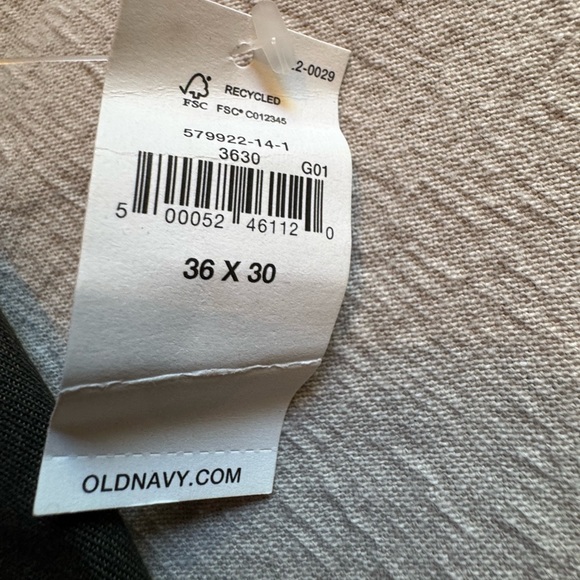 2-0029
RECYCLED
FSC FSC® C012345
579922-14-1
3630 G01
5 00052 46112 0
36 X 30
OLDNAVY.COM